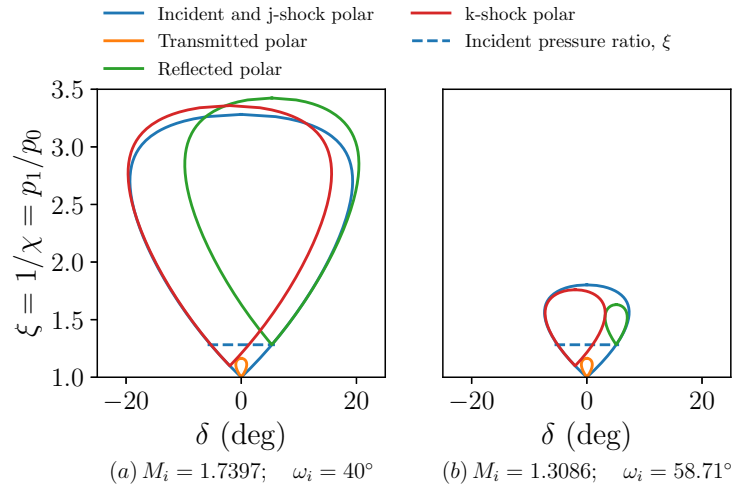 Incident and j-shock polar
Transmitted polar
Reflected polar
k-shock polar
Incident pressure ratio, ξ
ξ = 1/χ = p₁/p₀
3.5
3.0
2.5
2.0
1.5
1.0
−20 0 20
δ (deg)
(a) Mᵢ = 1.7397; ωᵢ = 40°
−20 0 20
δ (deg)
(b) Mᵢ = 1.3086; ωᵢ = 58.71°